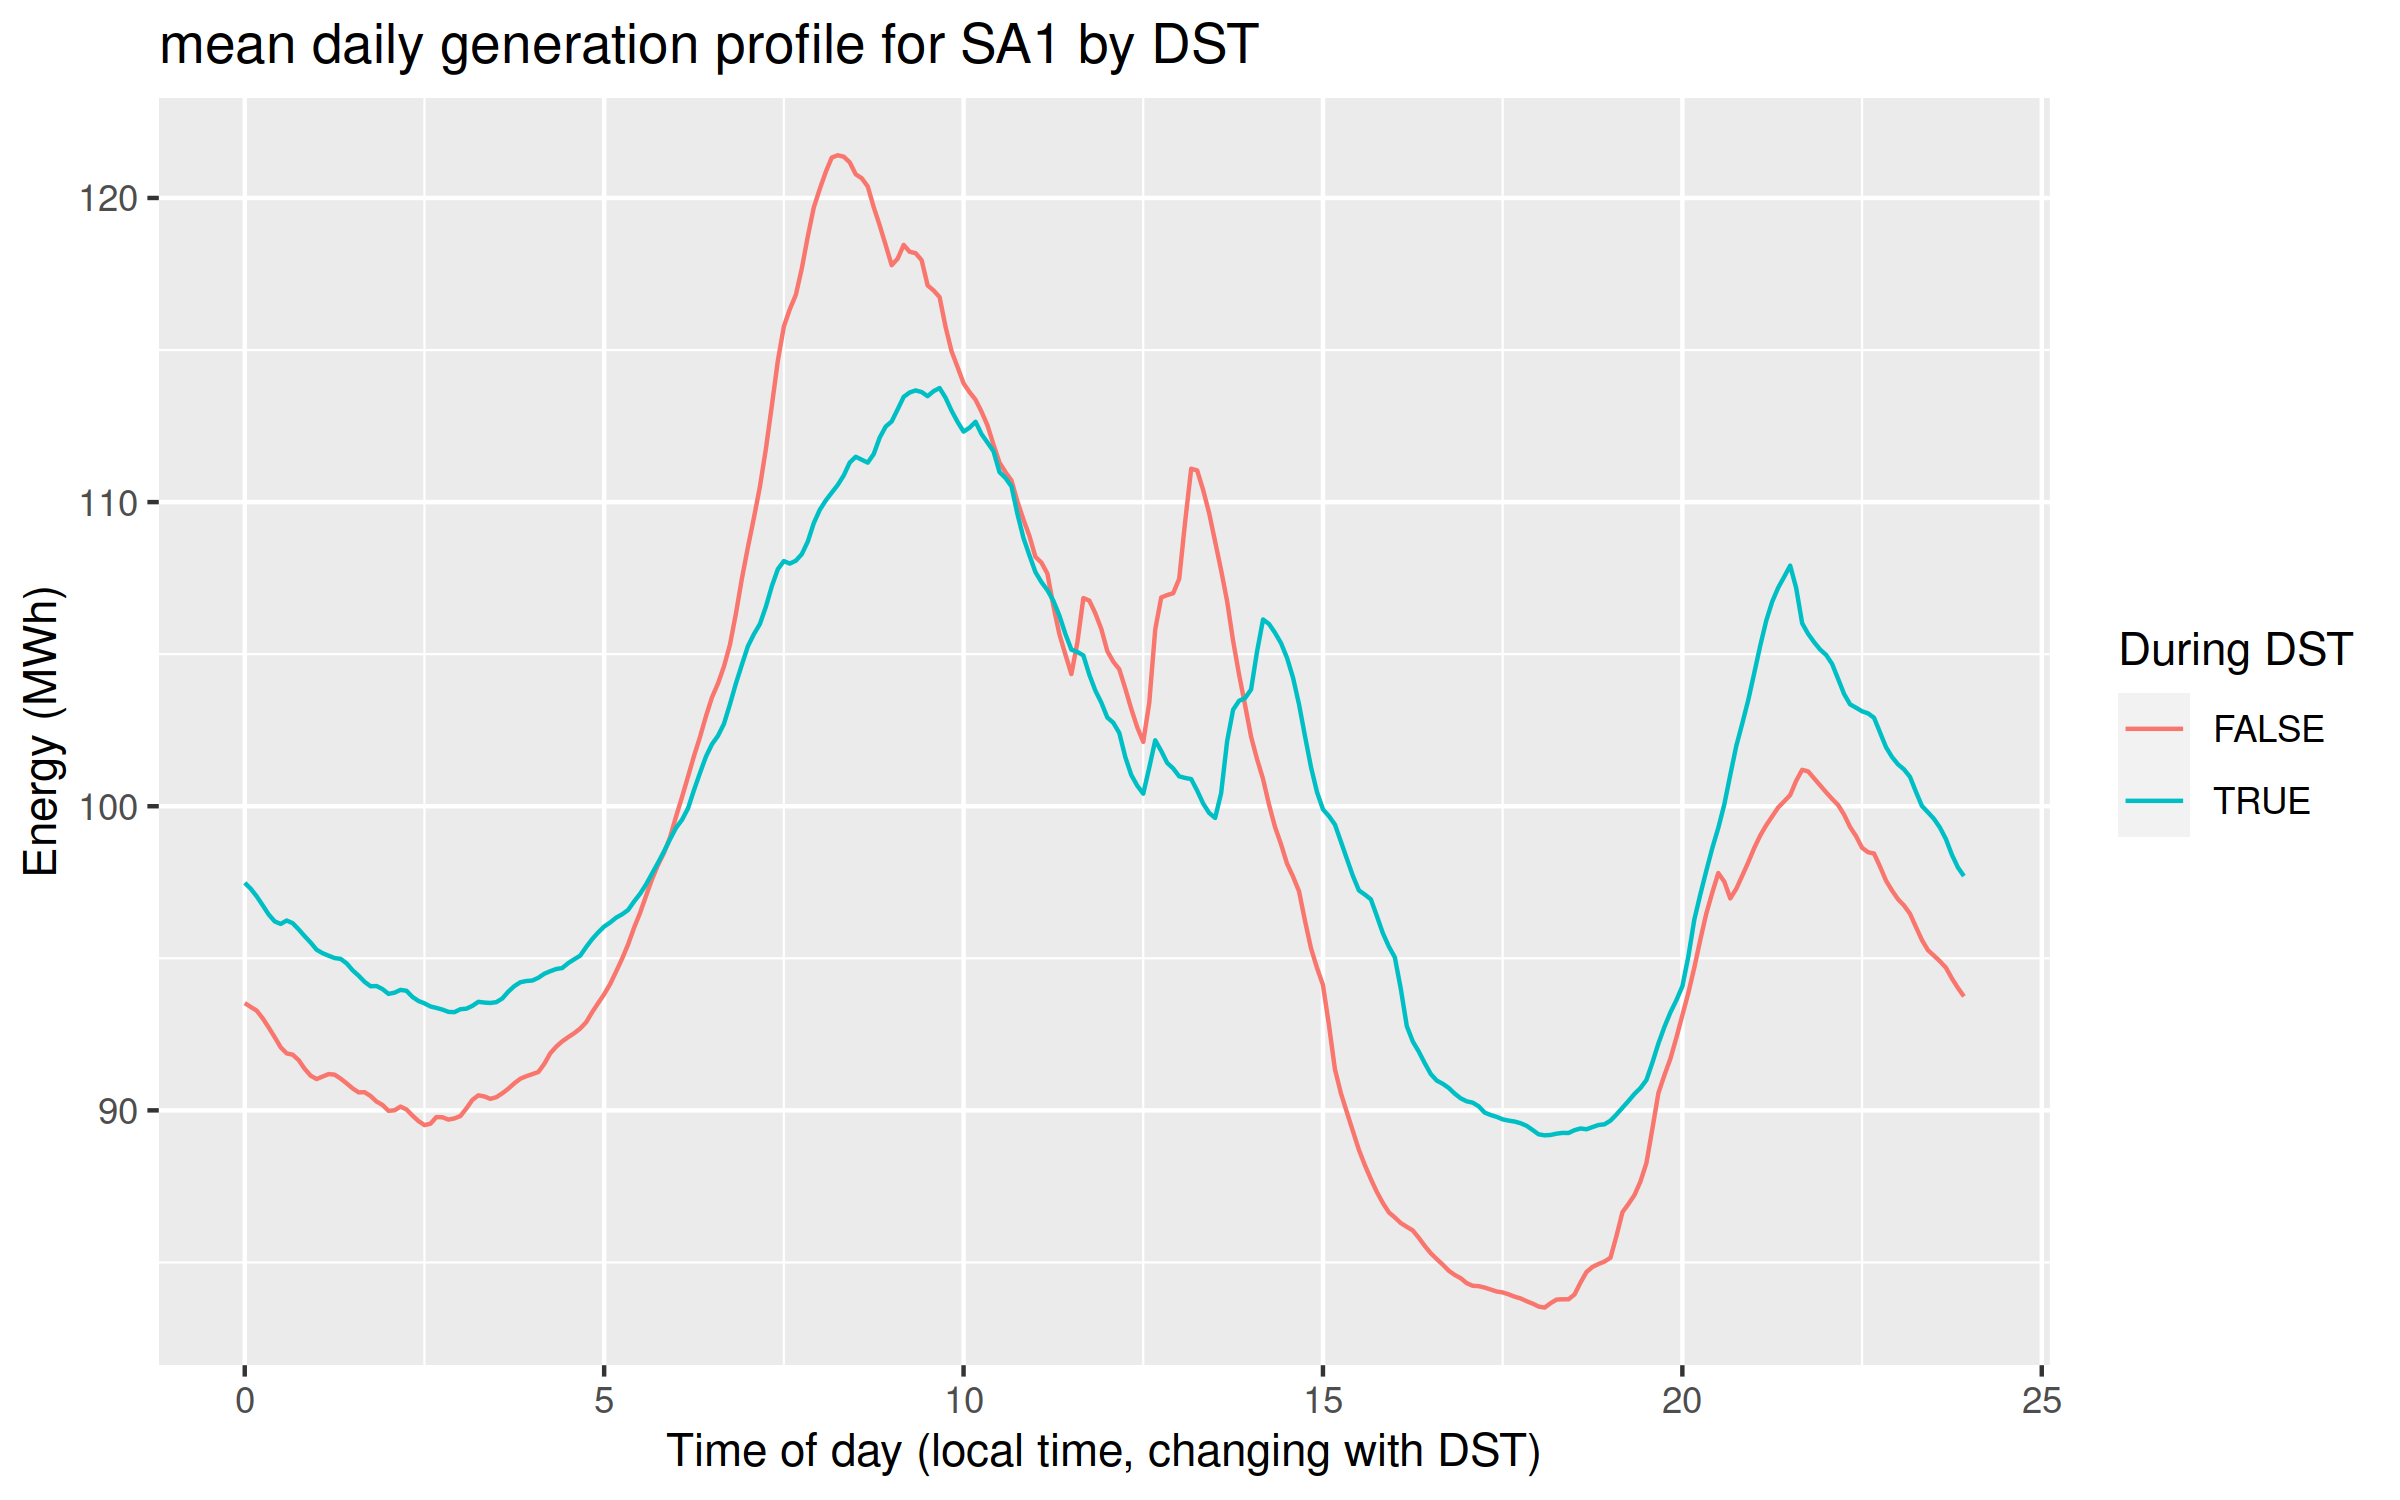 mean daily generation profile for SA1 by DST
Energy (MWh)
120
110
100
90
0
5
10
15
20
25
Time of day (local time, changing with DST)
During DST
FALSE
TRUE